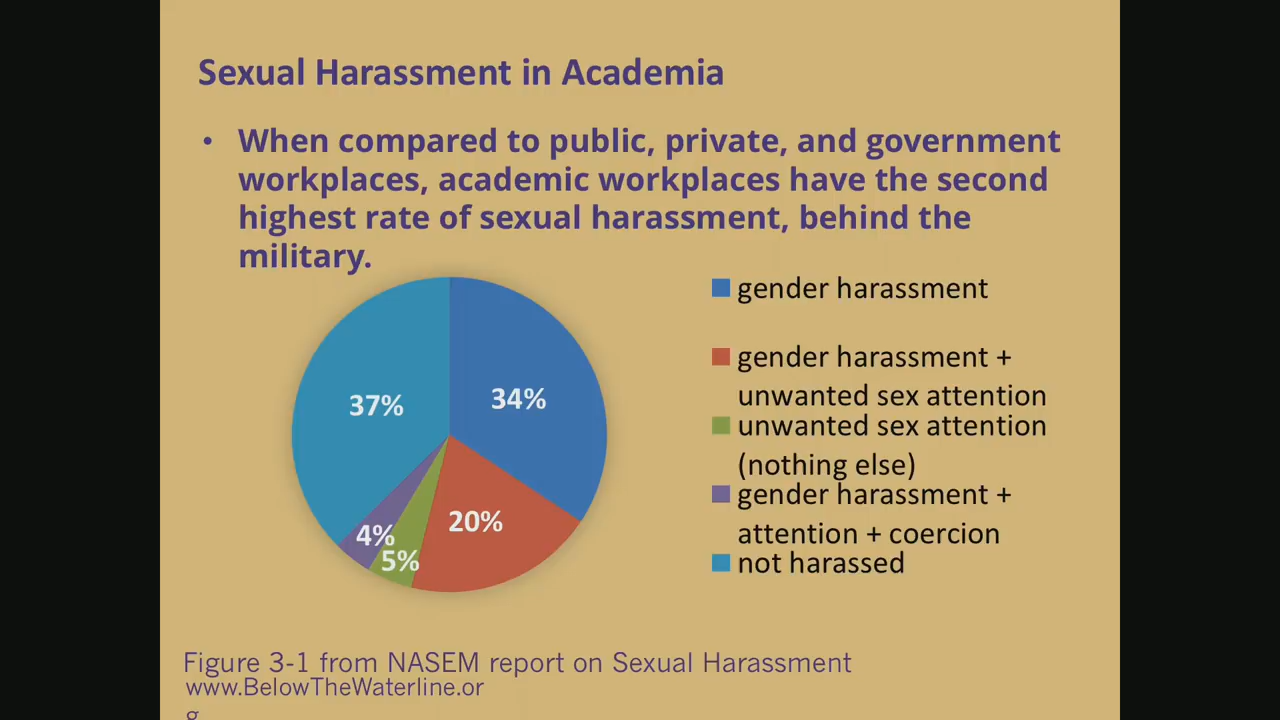 Sexual Harassment in Academia
• When compared to public, private, and government
workplaces, academic workplaces have the second
highest rate of sexual harassment, behind the
military.
gender harassment
gender harassment +
unwanted sex attention
unwanted sex attention
(nothing else)
gender harassment +
attention + coercion
not harassed
37%
34%
20%
4%
5%
Figure 3-1 from NASEM report on Sexual Harassment
www.BelowTheWaterline.or
g